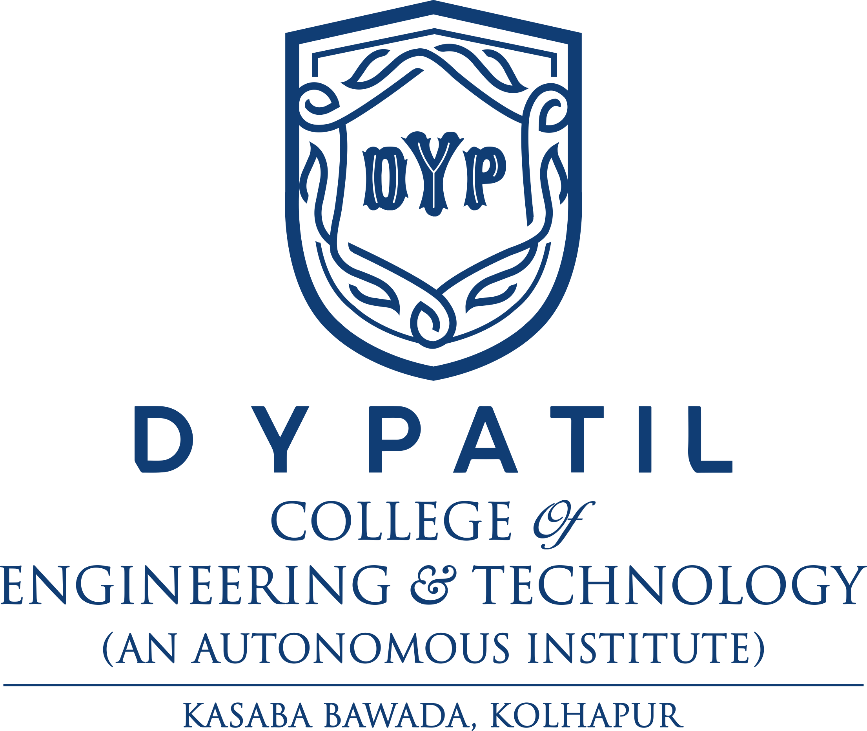 DYP
D Y PATIL
COLLEGE Of
ENGINEERING & TECHNOLOGY
(AN AUTONOMOUS INSTITUTE)
KASABA BAWADA, KOLHAPUR